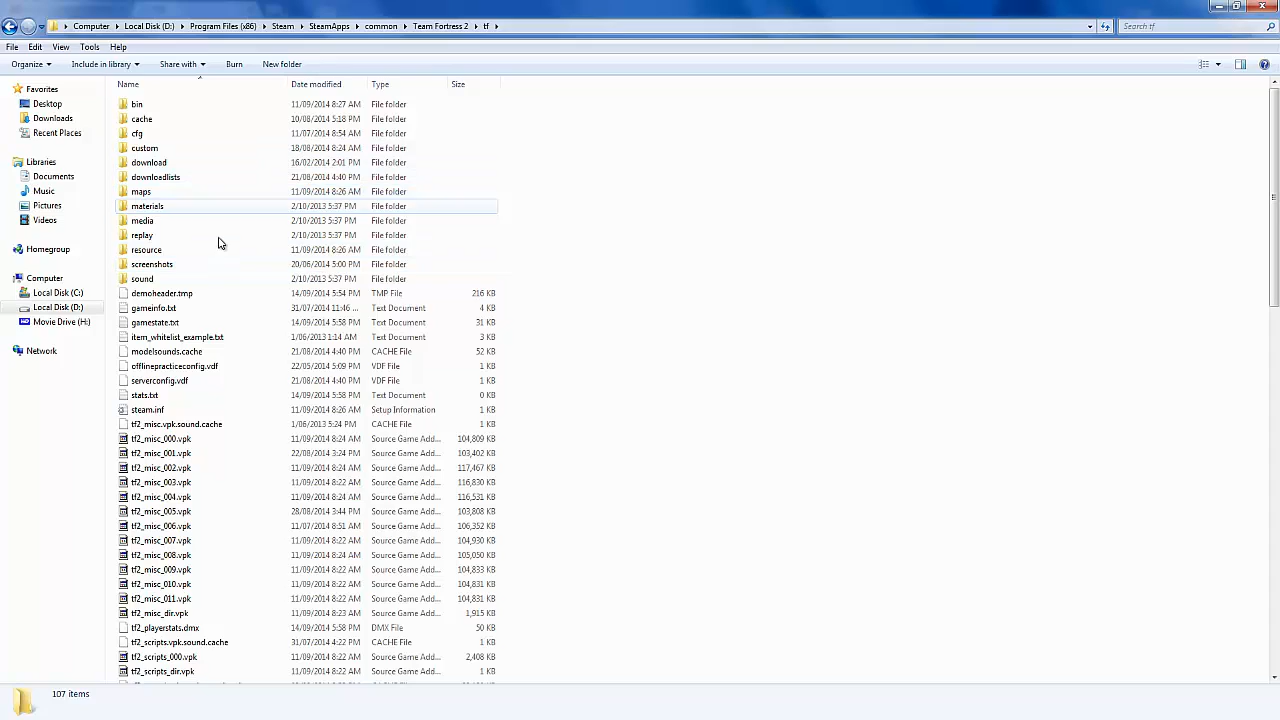 Computer ▸ Local Disk (D:) ▸ Program Files (x86) ▸ Steam ▸ SteamApps ▸ common ▸ Team Fortress 2 ▸ tf ▸ Search tf
File Edit View Tools Help
Organize ▾ Include in library ▾ Share with ▾ Burn New folder
Name Date modified Type Size
Favorites
Desktop
Downloads
Recent Places
Libraries
Documents
Music
Pictures
Videos
Homegroup
Computer
Local Disk (C:)
Local Disk (D:)
Movie Drive (H:)
Network
bin 11/09/2014 8:27 AM File folder
cache 10/08/2014 5:18 PM File folder
cfg 11/07/2014 8:54 AM File folder
custom 18/08/2014 8:24 AM File folder
download 16/02/2014 2:01 PM File folder
downloadlists 21/08/2014 4:40 PM File folder
maps 11/09/2014 8:26 AM File folder
materials 2/10/2013 5:37 PM File folder
media 2/10/2013 5:37 PM File folder
replay 2/10/2013 5:37 PM File folder
resource 11/09/2014 8:26 AM File folder
screenshots 20/06/2014 5:00 PM File folder
sound 2/10/2013 5:37 PM File folder
demoheader.tmp 14/09/2014 5:54 PM TMP File 216 KB
gameinfo.txt 31/07/2014 11:46 ... Text Document 4 KB
gamestate.txt 14/09/2014 5:58 PM Text Document 31 KB
item_whitelist_example.txt 1/06/2013 1:14 AM Text Document 3 KB
modelsounds.cache 21/08/2014 4:40 PM CACHE File 52 KB
offlinepracticeconfig.vdf 22/05/2014 5:09 PM VDF File 1 KB
serverconfig.vdf 21/08/2014 4:40 PM VDF File 1 KB
stats.txt 14/09/2014 5:58 PM Text Document 0 KB
steam.inf 11/09/2014 8:26 AM Setup Information 1 KB
tf2_misc.vpk.sound.cache 1/06/2013 5:24 PM CACHE File 1 KB
tf2_misc_000.vpk 11/09/2014 8:24 AM Source Game Add... 104,809 KB
tf2_misc_001.vpk 22/08/2014 3:24 PM Source Game Add... 103,402 KB
tf2_misc_002.vpk 11/09/2014 8:24 AM Source Game Add... 117,467 KB
tf2_misc_003.vpk 11/09/2014 8:22 AM Source Game Add... 116,830 KB
tf2_misc_004.vpk 11/09/2014 8:24 AM Source Game Add... 116,531 KB
tf2_misc_005.vpk 28/08/2014 3:44 PM Source Game Add... 103,808 KB
tf2_misc_006.vpk 11/07/2014 8:51 AM Source Game Add... 106,352 KB
tf2_misc_007.vpk 11/09/2014 8:22 AM Source Game Add... 104,930 KB
tf2_misc_008.vpk 11/09/2014 8:24 AM Source Game Add... 105,050 KB
tf2_misc_009.vpk 11/09/2014 8:22 AM Source Game Add... 104,833 KB
tf2_misc_010.vpk 11/09/2014 8:22 AM Source Game Add... 104,831 KB
tf2_misc_011.vpk 11/09/2014 8:22 AM Source Game Add... 104,831 KB
tf2_misc_dir.vpk 11/09/2014 8:23 AM Source Game Add... 1,915 KB
tf2_playerstats.dmx 14/09/2014 5:58 PM DMX File 50 KB
tf2_scripts.vpk.sound.cache 31/07/2014 4:22 PM CACHE File 1 KB
tf2_scripts_000.vpk 11/09/2014 8:22 AM Source Game Add... 2,408 KB
tf2_scripts_dir.vpk 11/09/2014 8:22 AM Source Game Add... 1 KB
107 items